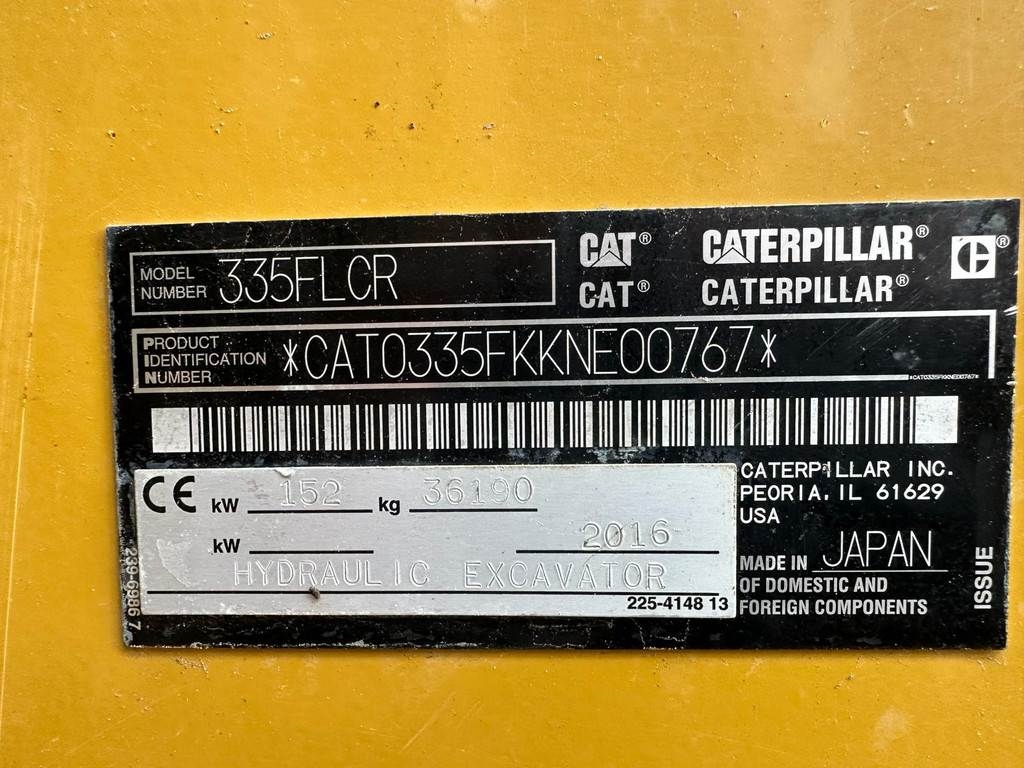 MODEL NUMBER 335FLCR
CAT® CATERPILLAR®
CAT® CATERPILLAR®
PRODUCT IDENTIFICATION NUMBER *CAT0335FKKNE00767*
*CAT0335FKKNE00767*
CE kW 152 kg 36190
kW 2016
HYDRAULIC EXCAVATOR
225-4148 13
239-6986 7
CATERPILLAR INC.
PEORIA, IL 61629
USA
MADE IN JAPAN
OF DOMESTIC AND
FOREIGN COMPONENTS
ISSUE